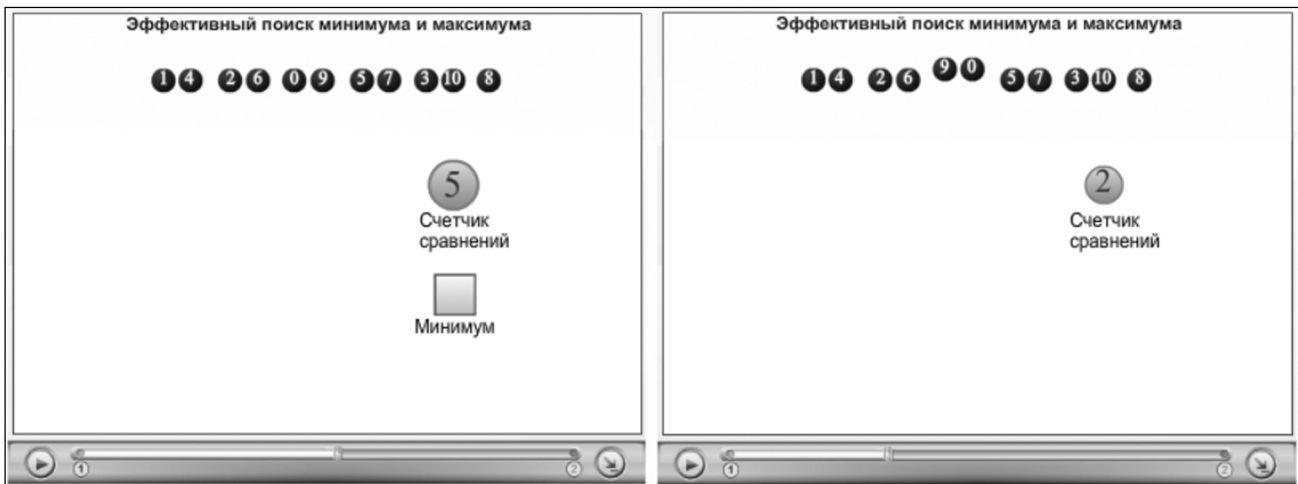 Эффективный поиск минимума и максимума
1 4 2 6 0 9 5 7 3 10 8
5
Счетчик
сравнений
Минимум
1
2
Эффективный поиск минимума и максимума
1 4 2 6 9 0 5 7 3 10 8
2
Счетчик
сравнений
1
2